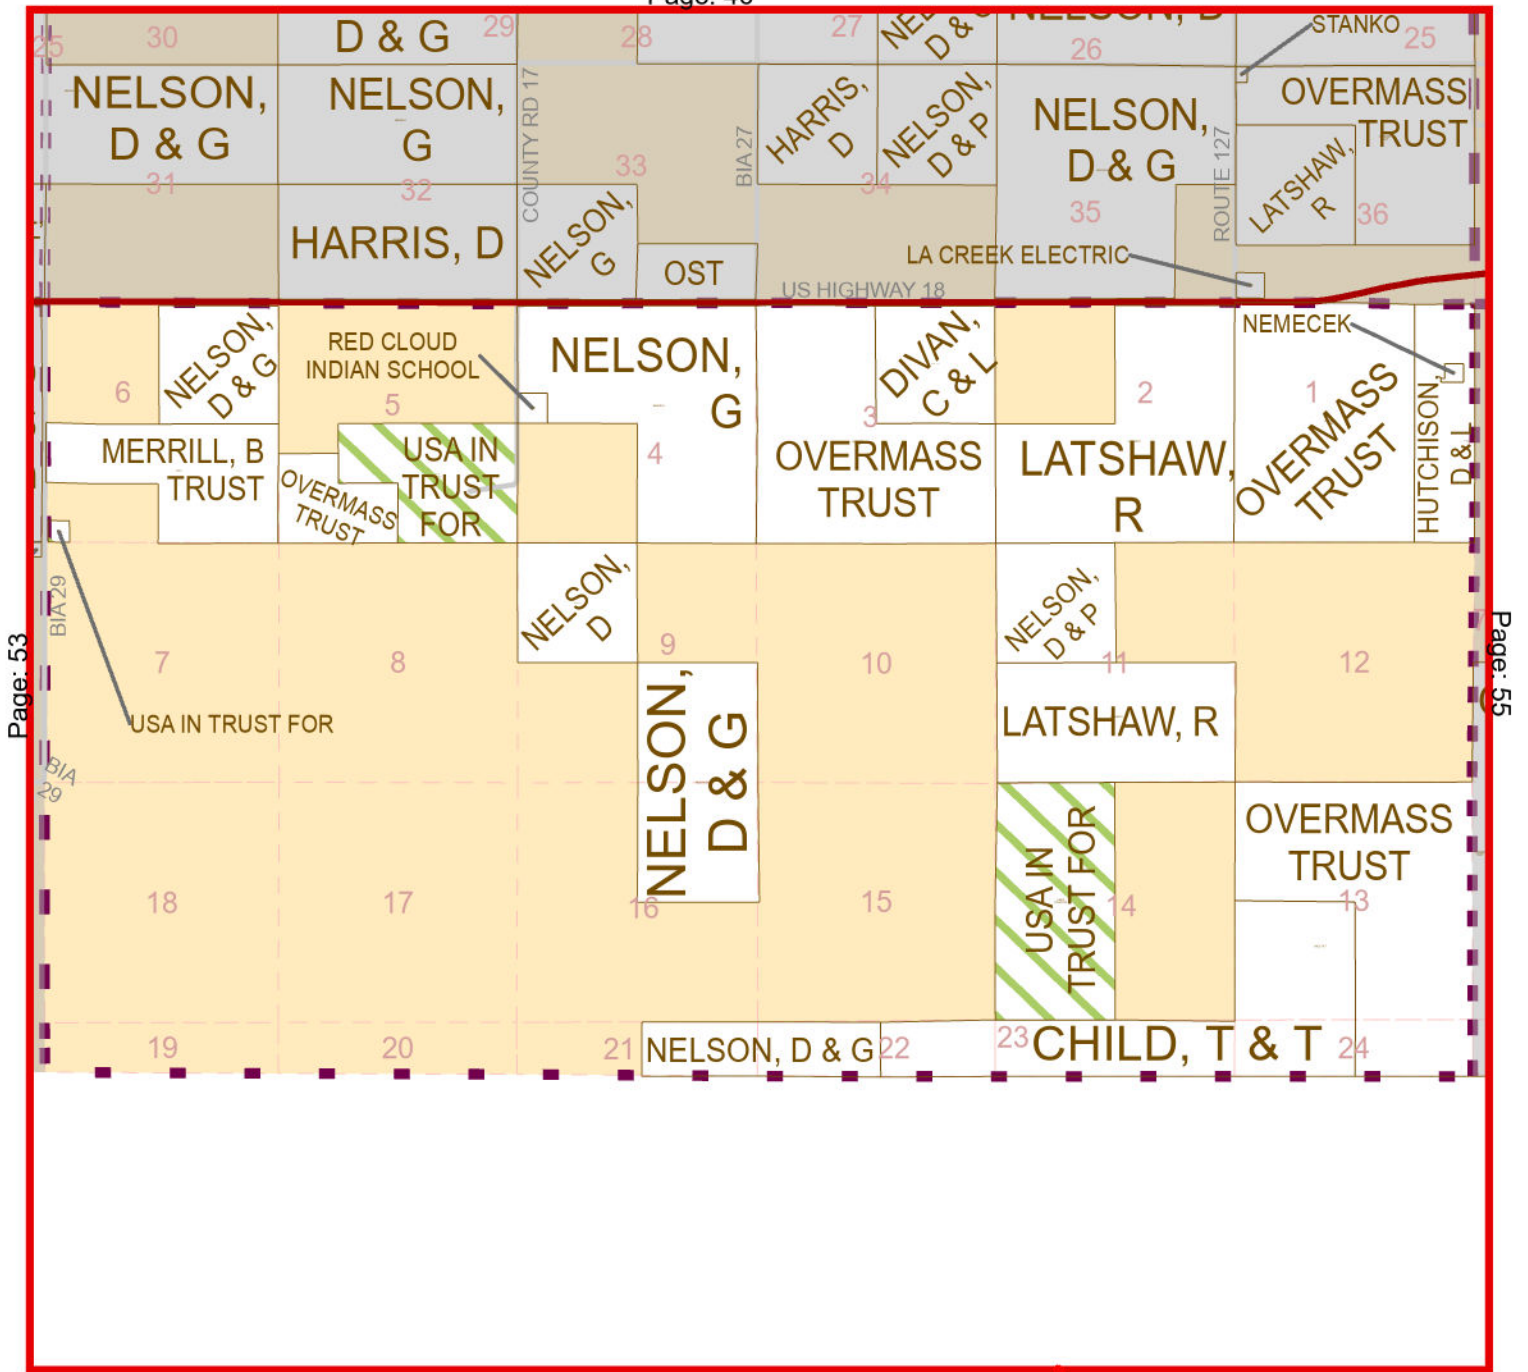 30
D & G
29
28
27
D & G
26
STANKO
25
25
NELSON,
D & G
NELSON,
G
COUNTY RD 17
33
BIA 27
HARRIS,
D
NELSON,
D & P
NELSON,
D & G
ROUTE 127
OVERMASS
TRUST
LATSHAW,
R
31
32
34
35
36
HARRIS, D
NELSON,
G
OST
LA CREEK ELECTRIC
US HIGHWAY 18
6
NELSON,
D & G
RED CLOUD
INDIAN SCHOOL
5
NELSON,
G
4
3
DIVAN,
C & L
2
NEMECEK
1
MERRILL, B
TRUST
OVERMASS
TRUST
USA IN
TRUST
FOR
OVERMASS
TRUST
LATSHAW,
R
OVERMASS
TRUST
HUTCHISON,
D & T
BIA 29
NELSON,
D
NELSON,
D & P
Page: 53
7
8
9
10
11
12
Page: 55
USA IN TRUST FOR
LATSHAW, R
BIA
29
NELSON,
D & G
OVERMASS
TRUST
USA IN
TRUST FOR
18
17
16
15
14
13
19
20
21
NELSON, D & G
22
23
CHILD, T & T
24